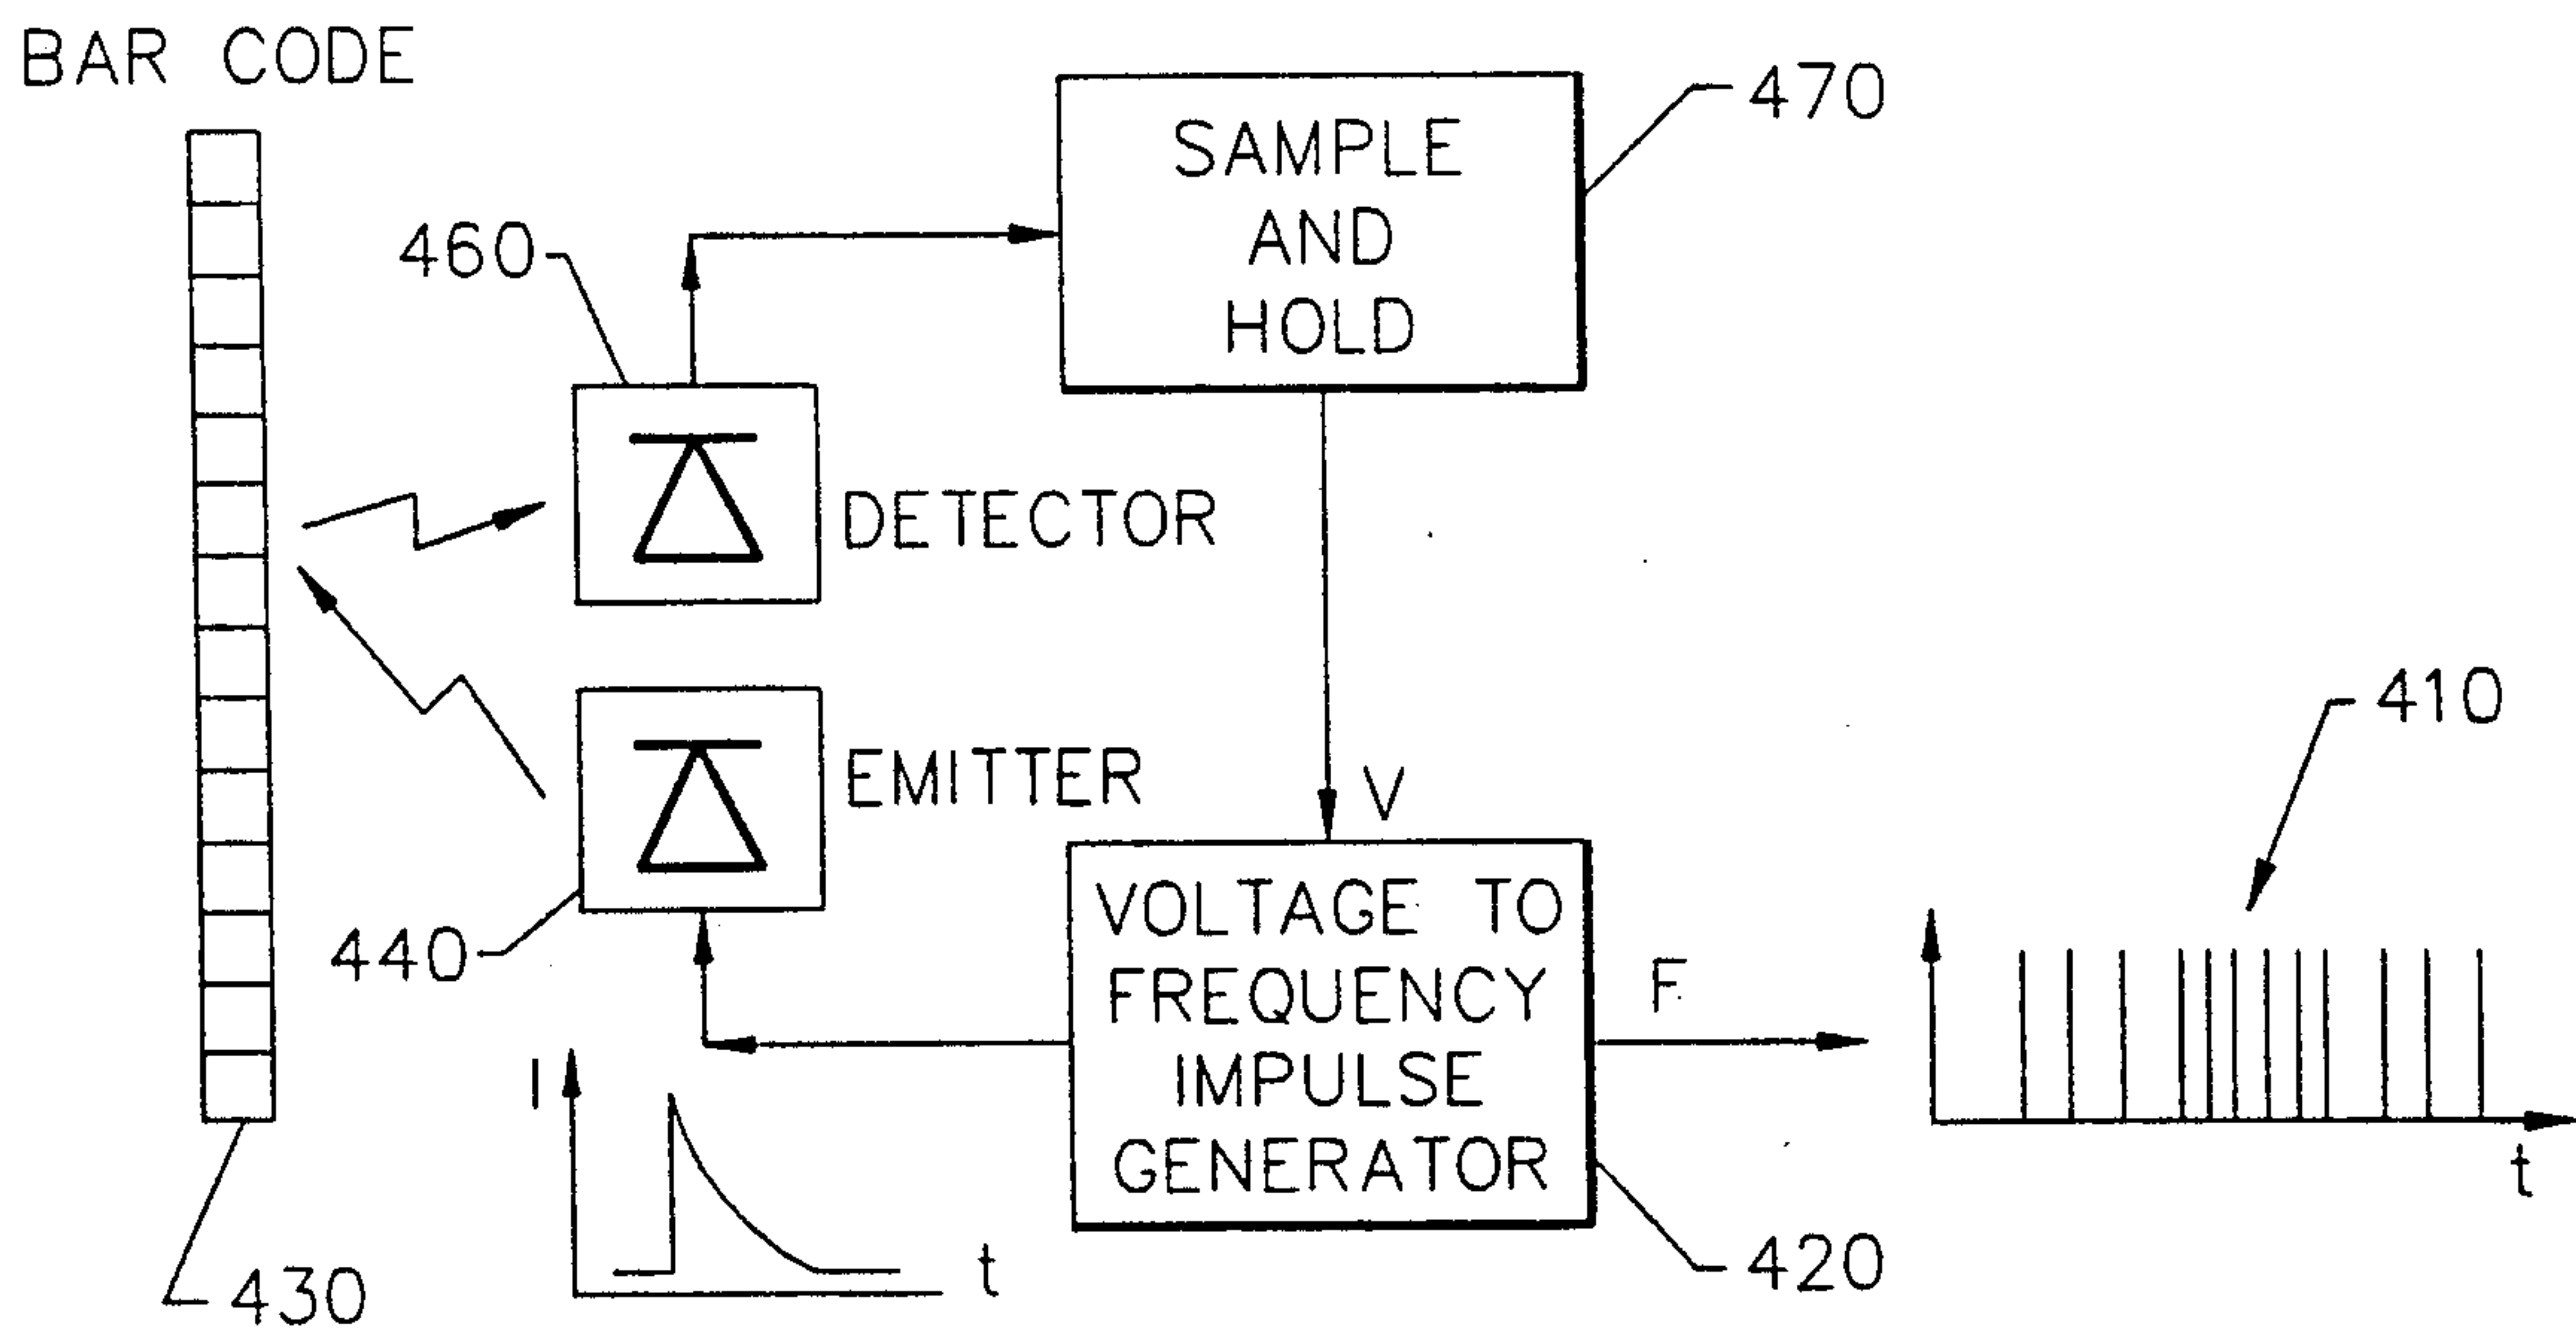 BAR CODE
470
SAMPLE
AND
HOLD
460
DETECTOR
410
V
EMITTER
VOLTAGE TO
FREQUENCY
IMPULSE
GENERATOR
440
F
I
t
t
420
430